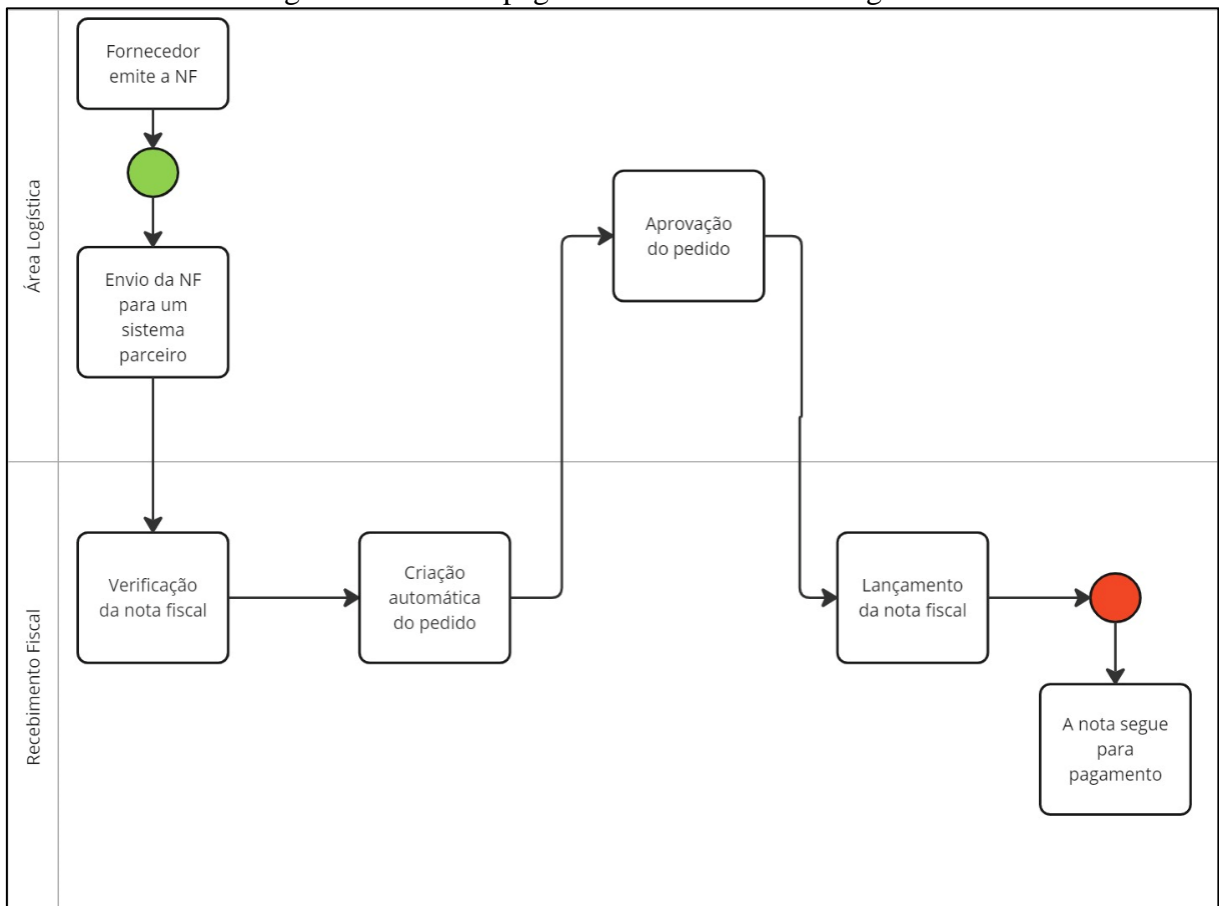 Fornecedor
emite a NF
Área Logística
Envio da NF
para um
sistema
parceiro
Aprovação
do pedido
Recebimento Fiscal
Verificação
da nota fiscal
Criação
automática
do pedido
Lançamento
da nota fiscal
A nota segue
para
pagamento